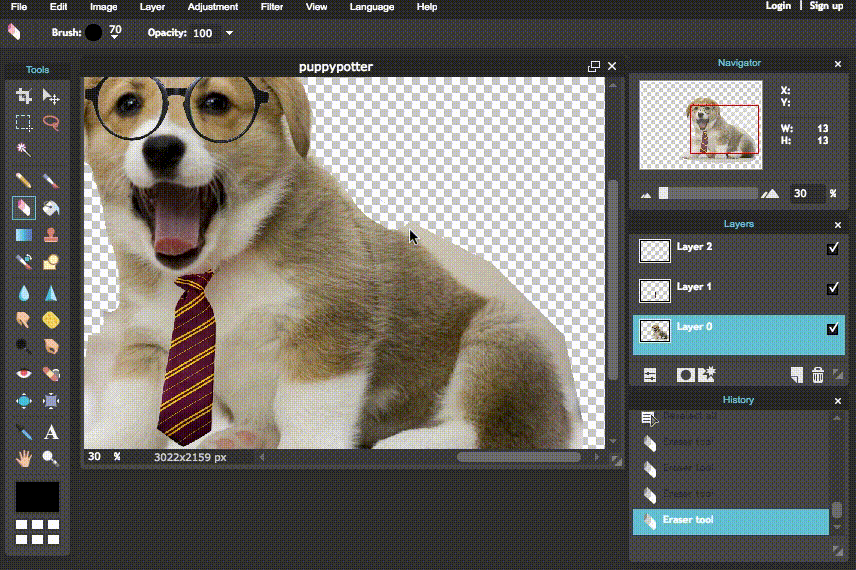 File Edit Image Layer Adjustment Filter View Language Help Login | Sign up
Brush: 70 Opacity: 100
Tools
puppypotter
30 % 3022x2159 px
Navigator
X:
Y:
W: 13
H: 13
30 %
Layers
Layer 2
Layer 1
Layer 0
History
Deselect all
Eraser tool
Eraser tool
Eraser tool
Eraser tool
A